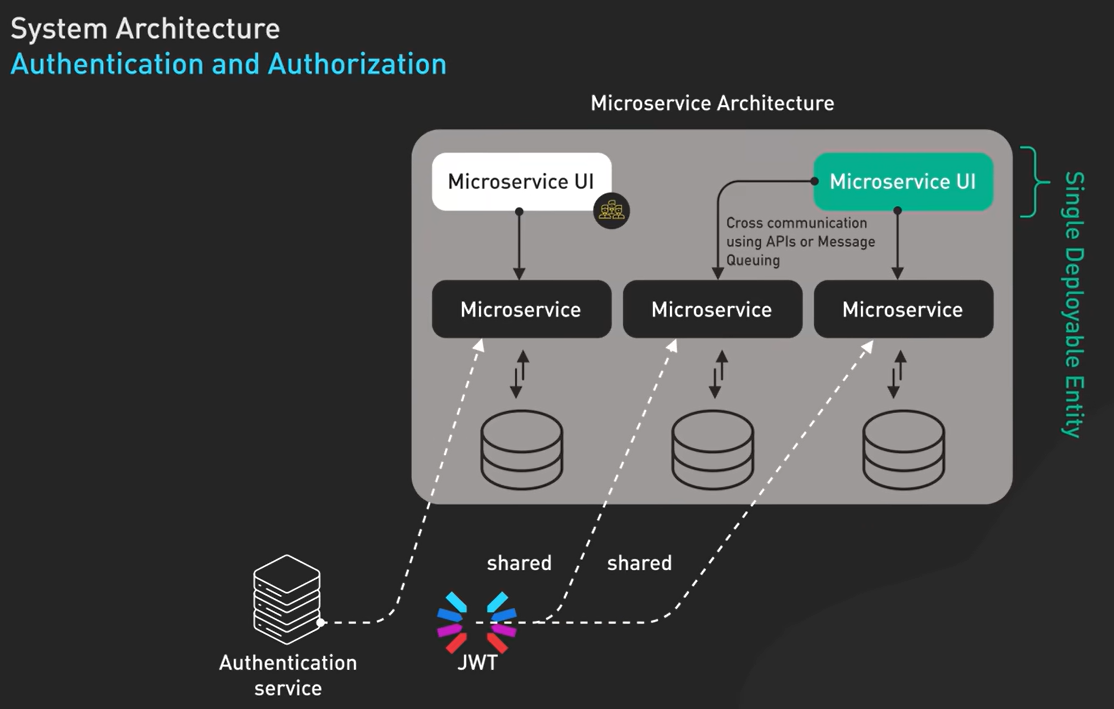 System Architecture
Authentication and Authorization
Microservice Architecture
Microservice UI
Microservice UI
Cross communication
using APIs or Message
Queuing
Microservice
Microservice
Microservice
Single Deployable Entity
shared
shared
JWT
Authentication
service